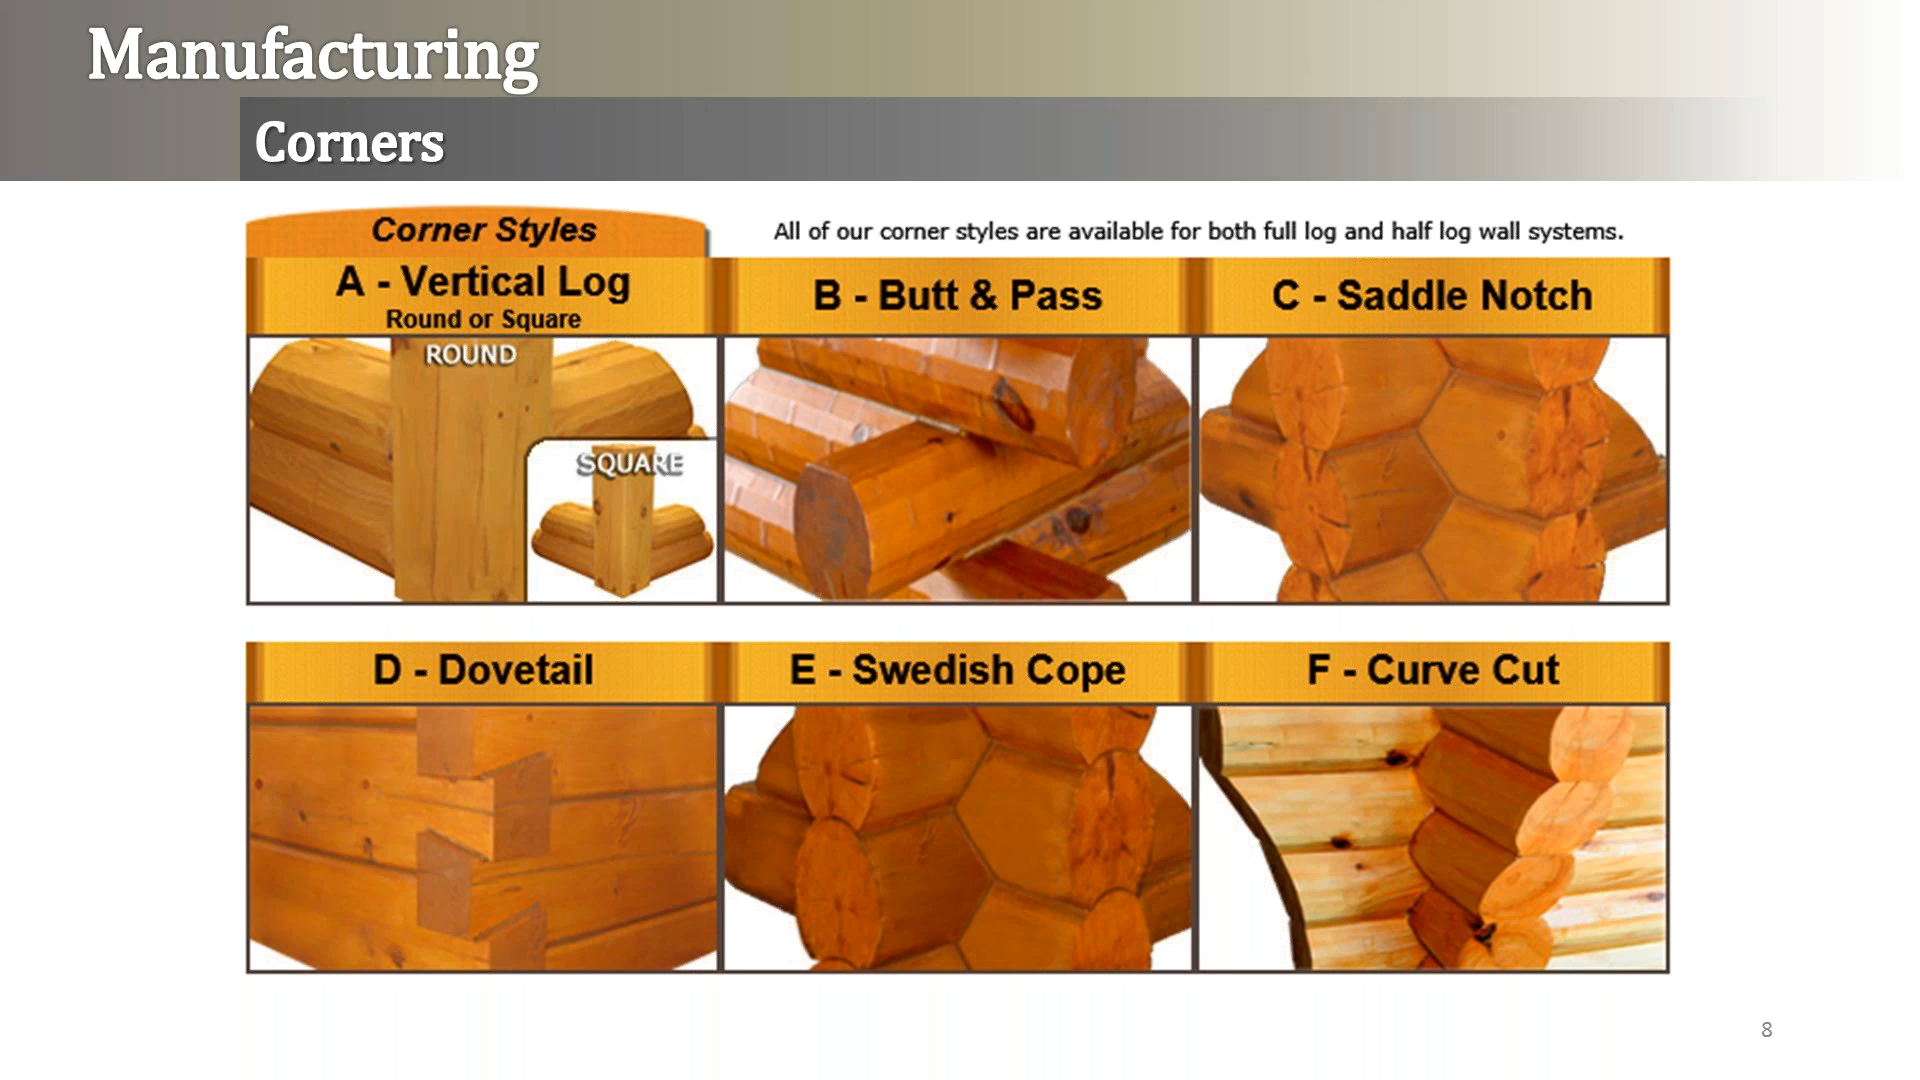 Manufacturing
Corners
Corner Styles
All of our corner styles are available for both full log and half log wall systems.
A - Vertical Log
Round or Square
ROUND
SQUARE
B - Butt & Pass
C - Saddle Notch
D - Dovetail
E - Swedish Cope
F - Curve Cut
8